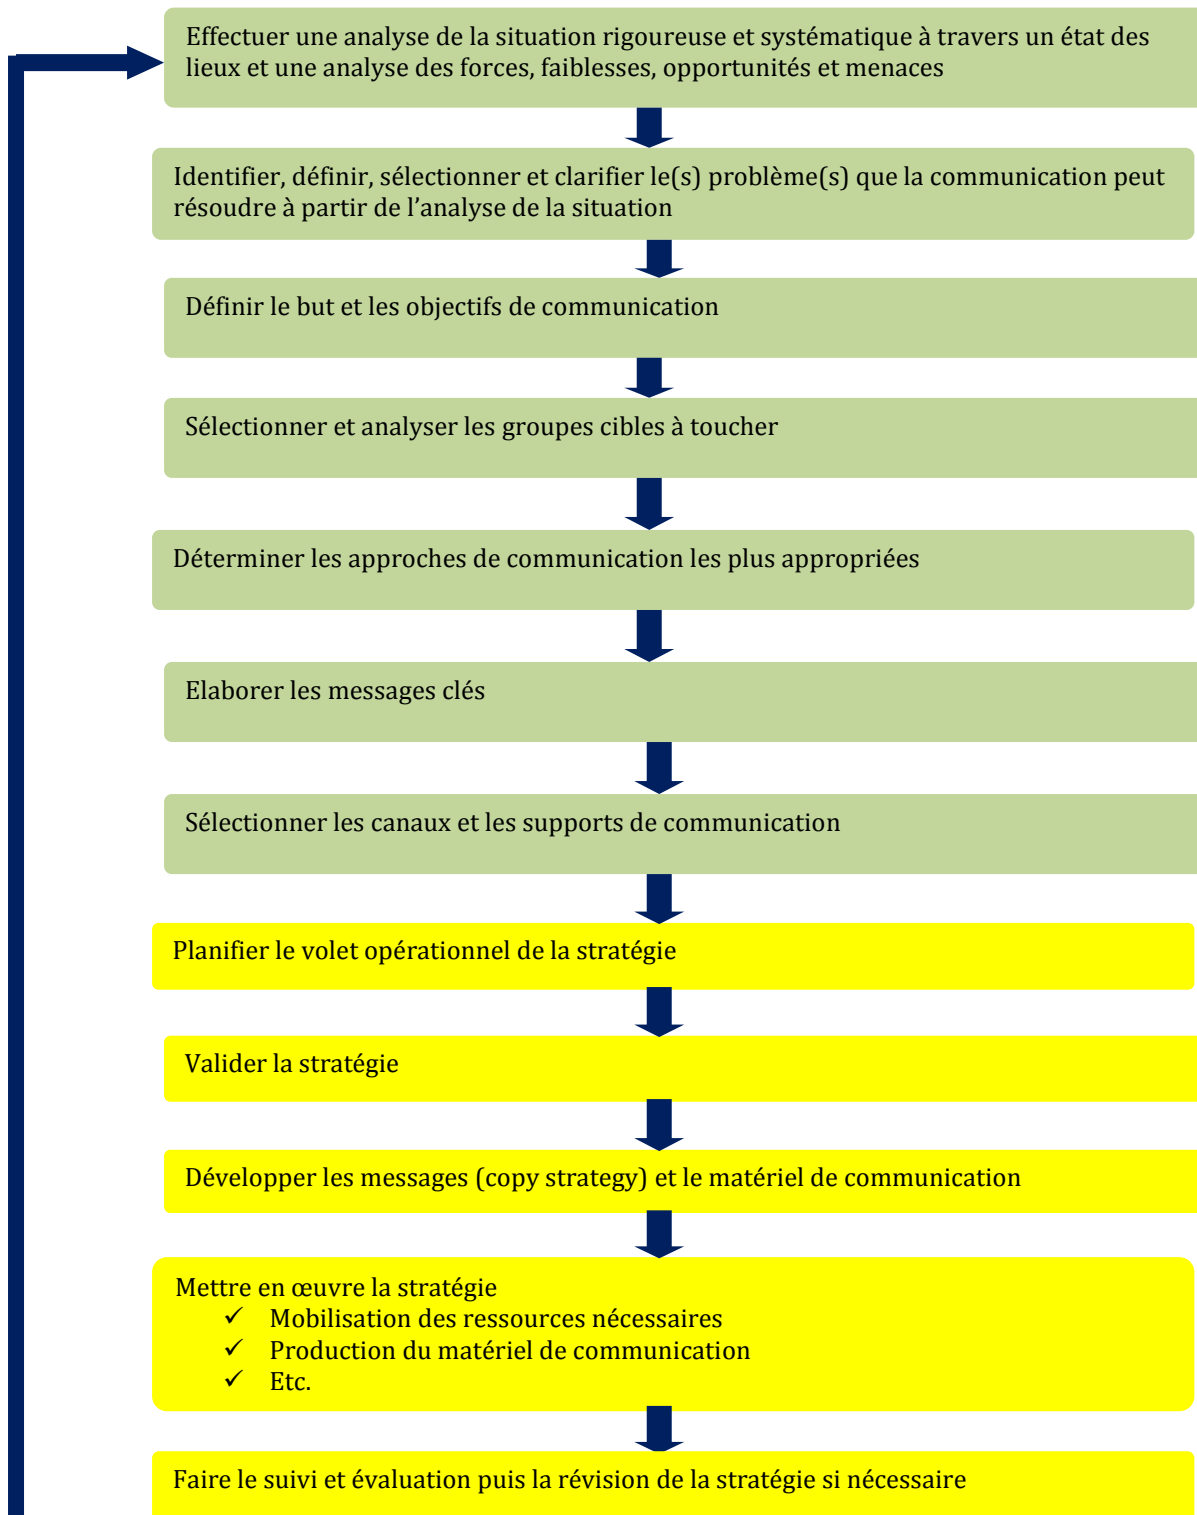 Effectuer une analyse de la situation rigoureuse et systématique à travers un état des
lieux et une analyse des forces, faiblesses, opportunités et menaces
Identifier, définir, sélectionner et clarifier le(s) problème(s) que la communication peut
résoudre à partir de l’analyse de la situation
Définir le but et les objectifs de communication
Sélectionner et analyser les groupes cibles à toucher
Déterminer les approches de communication les plus appropriées
Elaborer les messages clés
Sélectionner les canaux et les supports de communication
Planifier le volet opérationnel de la stratégie
Valider la stratégie
Développer les messages (copy strategy) et le matériel de communication
Mettre en œuvre la stratégie
✓ Mobilisation des ressources nécessaires
✓ Production du matériel de communication
✓ Etc.
Faire le suivi et évaluation puis la révision de la stratégie si nécessaire